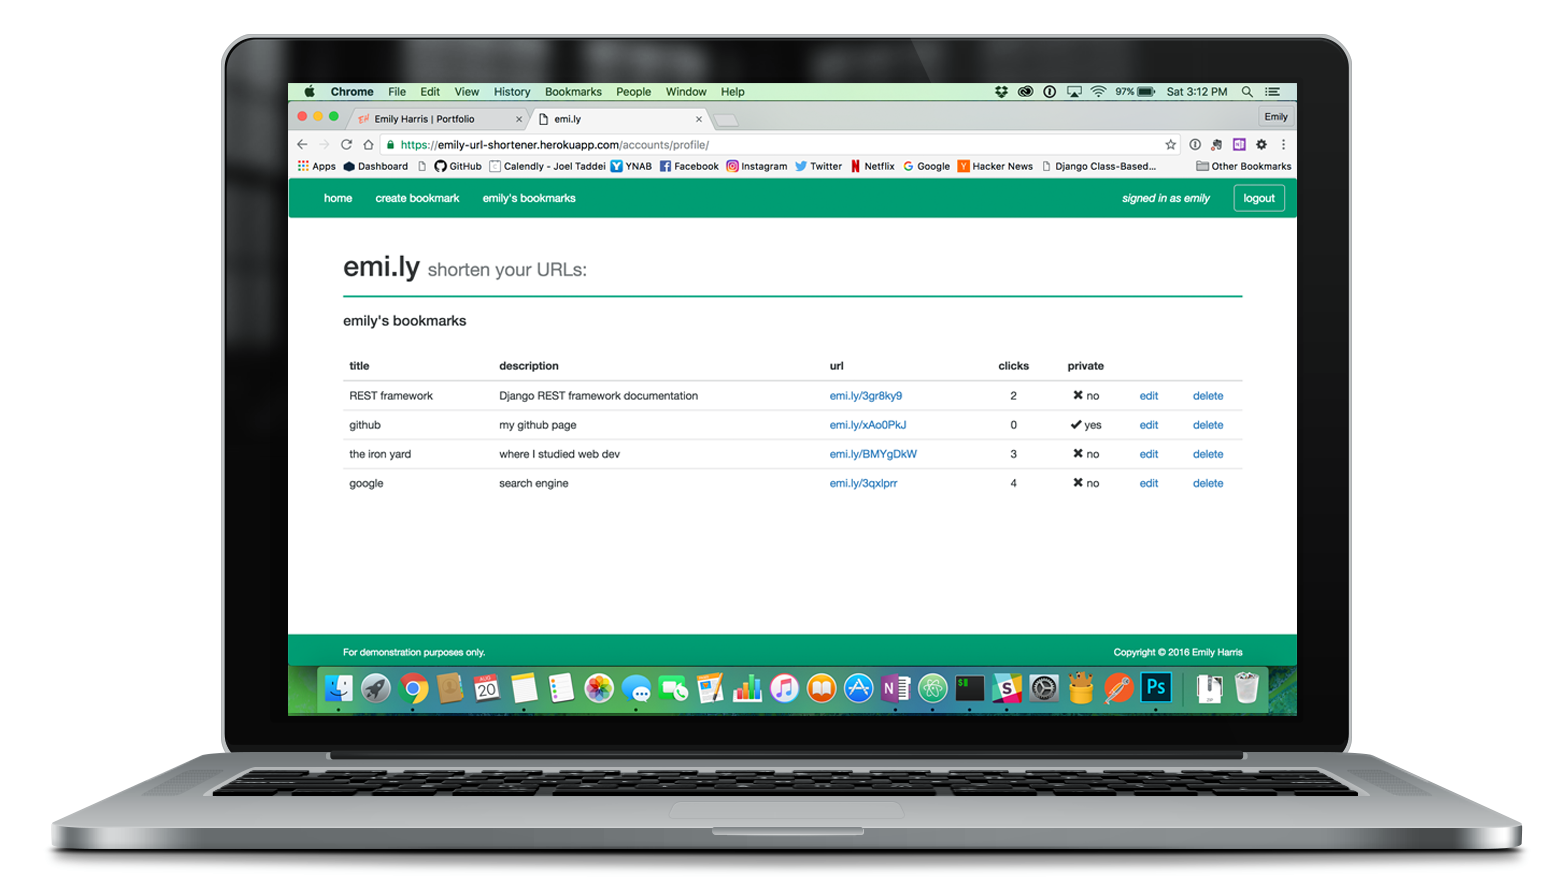 Chrome File Edit View History Bookmarks People Window Help 97% Sat 3:12 PM
EH Emily Harris | Portfolio emi.ly Emily
https://emily-url-shortener.herokuapp.com/accounts/profile/
Apps Dashboard GitHub Calendly - Joel Taddei YNAB Facebook Instagram Twitter Netflix Google Hacker News Django Class-Based... Other Bookmarks
home create bookmark emily's bookmarks signed in as emily logout
emi.ly shorten your URLs:
emily's bookmarks
title description url clicks private
REST framework Django REST framework documentation emi.ly/3gr8ky9 2 no edit delete
github my github page emi.ly/xAo0PkJ 0 yes edit delete
the iron yard where I studied web dev emi.ly/BMYgDkW 3 no edit delete
google search engine emi.ly/3qxlprr 4 no edit delete
For demonstration purposes only. Copyright © 2016 Emily Harris
AUG
20
N
$
S
Ps
ZIP